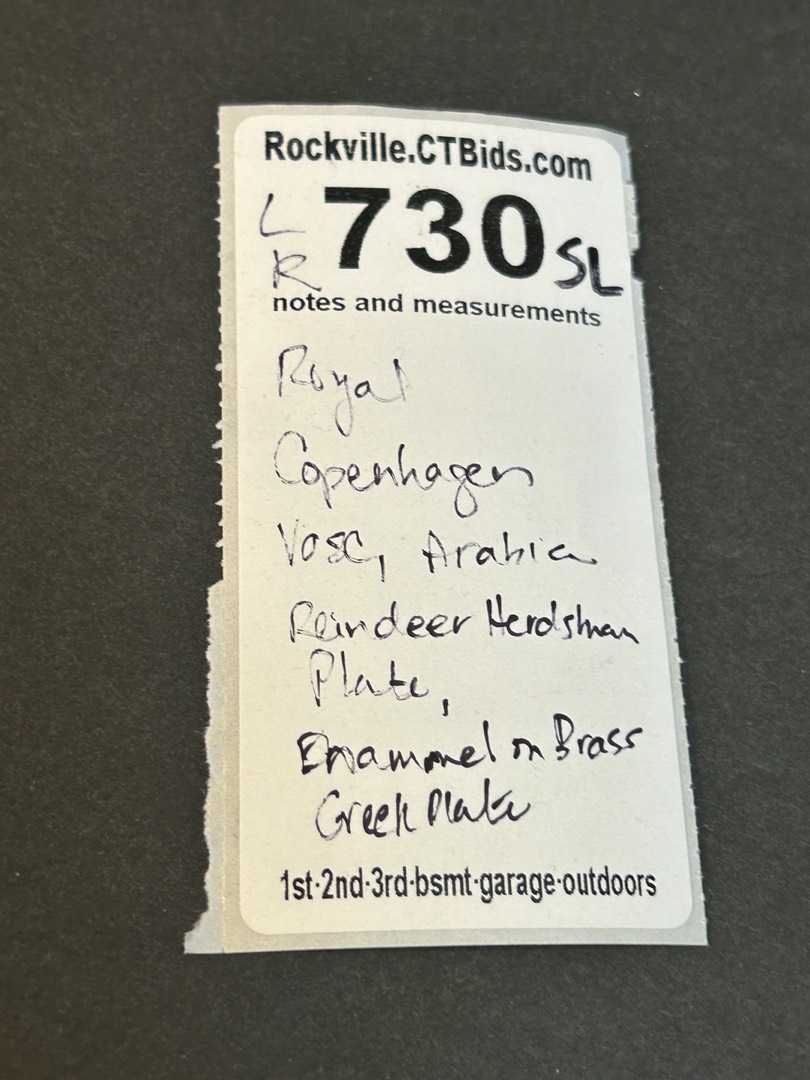 Rockville.CTBids.com
L
R
730 SL
notes and measurements
Royal
Copenhagen
Vase, Arabia
Reindeer Herdsman
Plate,
Enammel on Brass
Greek Plate
1st·2nd·3rd·bsmt·garage·outdoors